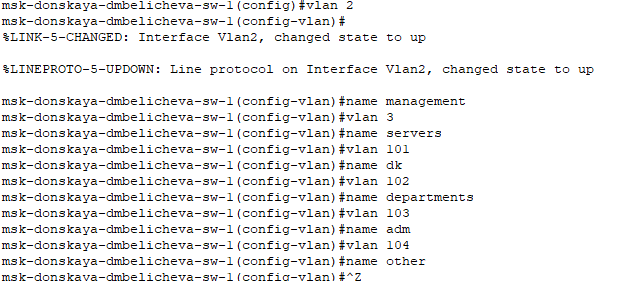 msk-donskaya-dmbelicheva-sw-1(config)#vlan 2
msk-donskaya-dmbelicheva-sw-1(config-vlan)#
%LINK-5-CHANGED: Interface Vlan2, changed state to up
%LINEPROTO-5-UPDOWN: Line protocol on Interface Vlan2, changed state to up
msk-donskaya-dmbelicheva-sw-1(config-vlan)#name management
msk-donskaya-dmbelicheva-sw-1(config-vlan)#vlan 3
msk-donskaya-dmbelicheva-sw-1(config-vlan)#name servers
msk-donskaya-dmbelicheva-sw-1(config-vlan)#vlan 101
msk-donskaya-dmbelicheva-sw-1(config-vlan)#name dk
msk-donskaya-dmbelicheva-sw-1(config-vlan)#vlan 102
msk-donskaya-dmbelicheva-sw-1(config-vlan)#name departments
msk-donskaya-dmbelicheva-sw-1(config-vlan)#vlan 103
msk-donskaya-dmbelicheva-sw-1(config-vlan)#name adm
msk-donskaya-dmbelicheva-sw-1(config-vlan)#vlan 104
msk-donskaya-dmbelicheva-sw-1(config-vlan)#name other
msk-donskaya-dmbelicheva-sw-1(config-vlan)#^Z